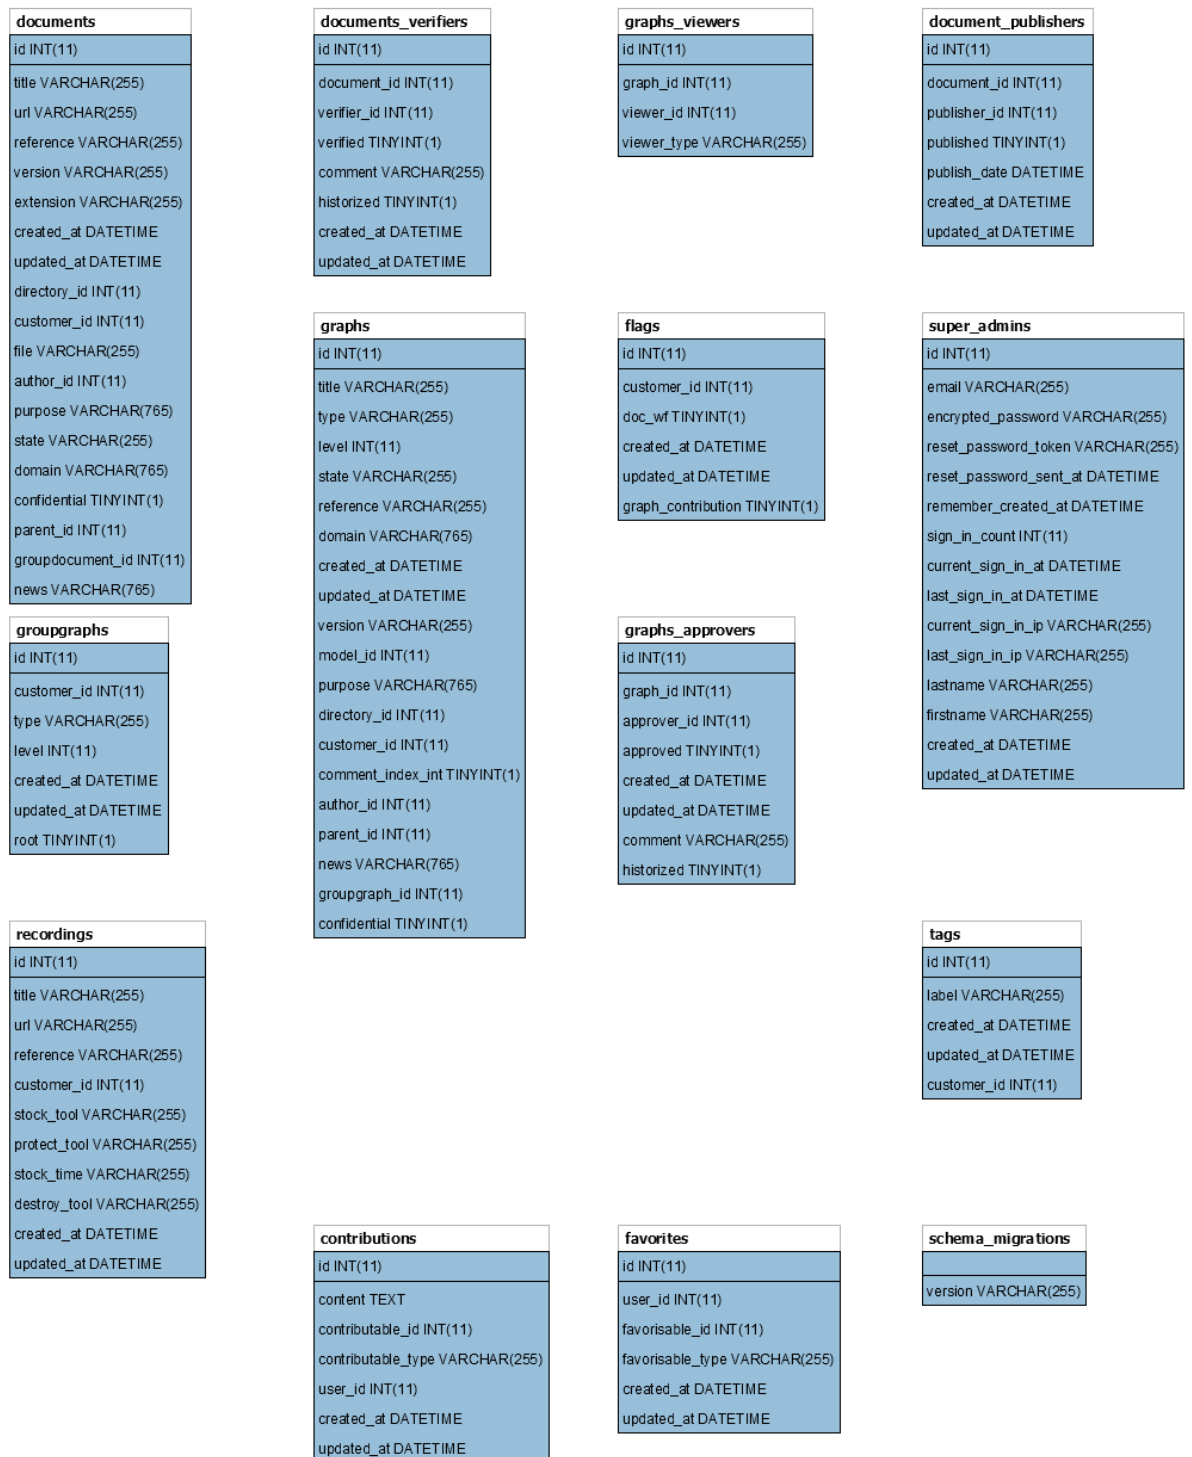 documents
id INT(11)
title VARCHAR(255)
url VARCHAR(255)
reference VARCHAR(255)
version VARCHAR(255)
extension VARCHAR(255)
created_at DATETIME
updated_at DATETIME
directory_id INT(11)
customer_id INT(11)
file VARCHAR(255)
author_id INT(11)
purpose VARCHAR(765)
state VARCHAR(255)
domain VARCHAR(765)
confidential TINYINT(1)
parent_id INT(11)
groupdocument_id INT(11)
news VARCHAR(765)
documents_verifiers
id INT(11)
document_id INT(11)
verifier_id INT(11)
verified TINYINT(1)
comment VARCHAR(255)
historized TINYINT(1)
created_at DATETIME
updated_at DATETIME
graphs_viewers
id INT(11)
graph_id INT(11)
viewer_id INT(11)
viewer_type VARCHAR(255)
document_publishers
id INT(11)
document_id INT(11)
publisher_id INT(11)
published TINYINT(1)
publish_date DATETIME
created_at DATETIME
updated_at DATETIME
graphs
id INT(11)
title VARCHAR(255)
type VARCHAR(255)
level INT(11)
state VARCHAR(255)
reference VARCHAR(255)
domain VARCHAR(765)
created_at DATETIME
updated_at DATETIME
version VARCHAR(255)
model_id INT(11)
purpose VARCHAR(765)
directory_id INT(11)
customer_id INT(11)
comment_index_int TINYINT(1)
author_id INT(11)
parent_id INT(11)
news VARCHAR(765)
groupgraph_id INT(11)
confidential TINYINT(1)
flags
id INT(11)
customer_id INT(11)
doc_wf TINYINT(1)
created_at DATETIME
updated_at DATETIME
graph_contribution TINYINT(1)
super_admins
id INT(11)
email VARCHAR(255)
encrypted_password VARCHAR(255)
reset_password_token VARCHAR(255)
reset_password_sent_at DATETIME
remember_created_at DATETIME
sign_in_count INT(11)
current_sign_in_at DATETIME
last_sign_in_at DATETIME
current_sign_in_ip VARCHAR(255)
last_sign_in_ip VARCHAR(255)
lastname VARCHAR(255)
firstname VARCHAR(255)
created_at DATETIME
updated_at DATETIME
groupgraphs
id INT(11)
customer_id INT(11)
type VARCHAR(255)
level INT(11)
created_at DATETIME
updated_at DATETIME
root TINYINT(1)
graphs_approvers
id INT(11)
graph_id INT(11)
approver_id INT(11)
approved TINYINT(1)
created_at DATETIME
updated_at DATETIME
comment VARCHAR(255)
historized TINYINT(1)
recordings
id INT(11)
title VARCHAR(255)
url VARCHAR(255)
reference VARCHAR(255)
customer_id INT(11)
stock_tool VARCHAR(255)
protect_tool VARCHAR(255)
stock_time VARCHAR(255)
destroy_tool VARCHAR(255)
created_at DATETIME
updated_at DATETIME
tags
id INT(11)
label VARCHAR(255)
created_at DATETIME
updated_at DATETIME
customer_id INT(11)
contributions
id INT(11)
content TEXT
contributable_id INT(11)
contributable_type VARCHAR(255)
user_id INT(11)
created_at DATETIME
updated_at DATETIME
favorites
id INT(11)
user_id INT(11)
favorisable_id INT(11)
favorisable_type VARCHAR(255)
created_at DATETIME
updated_at DATETIME
schema_migrations
version VARCHAR(255)